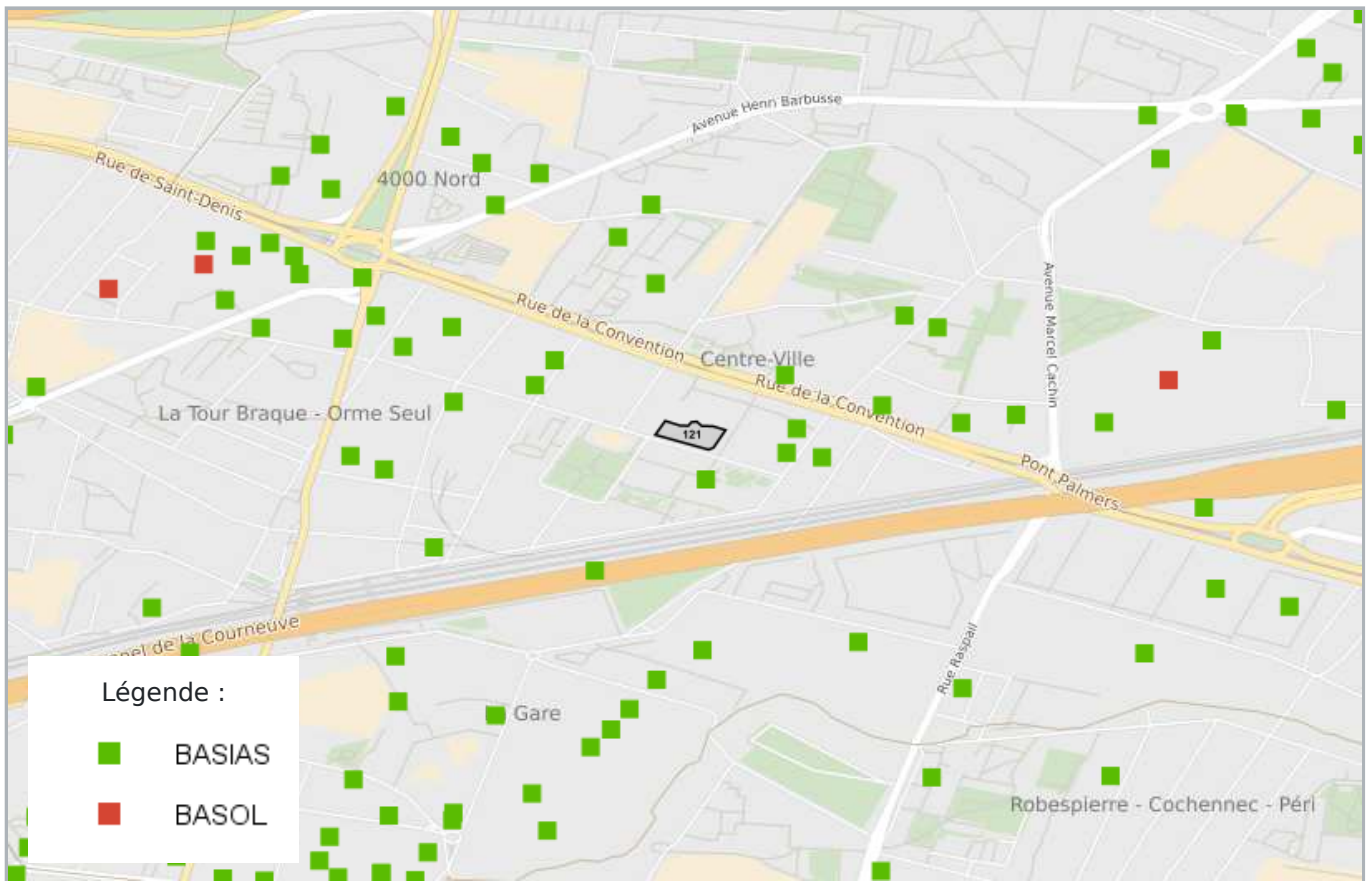 Avenue Henri Barbusse
Rue de Saint-Denis
4000 Nord
Rue de la Convention
Avenue Marcel Cachin
Centre-Ville
Rue de la Convention
La Tour Braque - Orme Seul
121
Pont Palmers
de la Courneuve
Rue Raspail
Légende :
Gare
BASIAS
BASOL
Robespierre - Cochennec - Péri